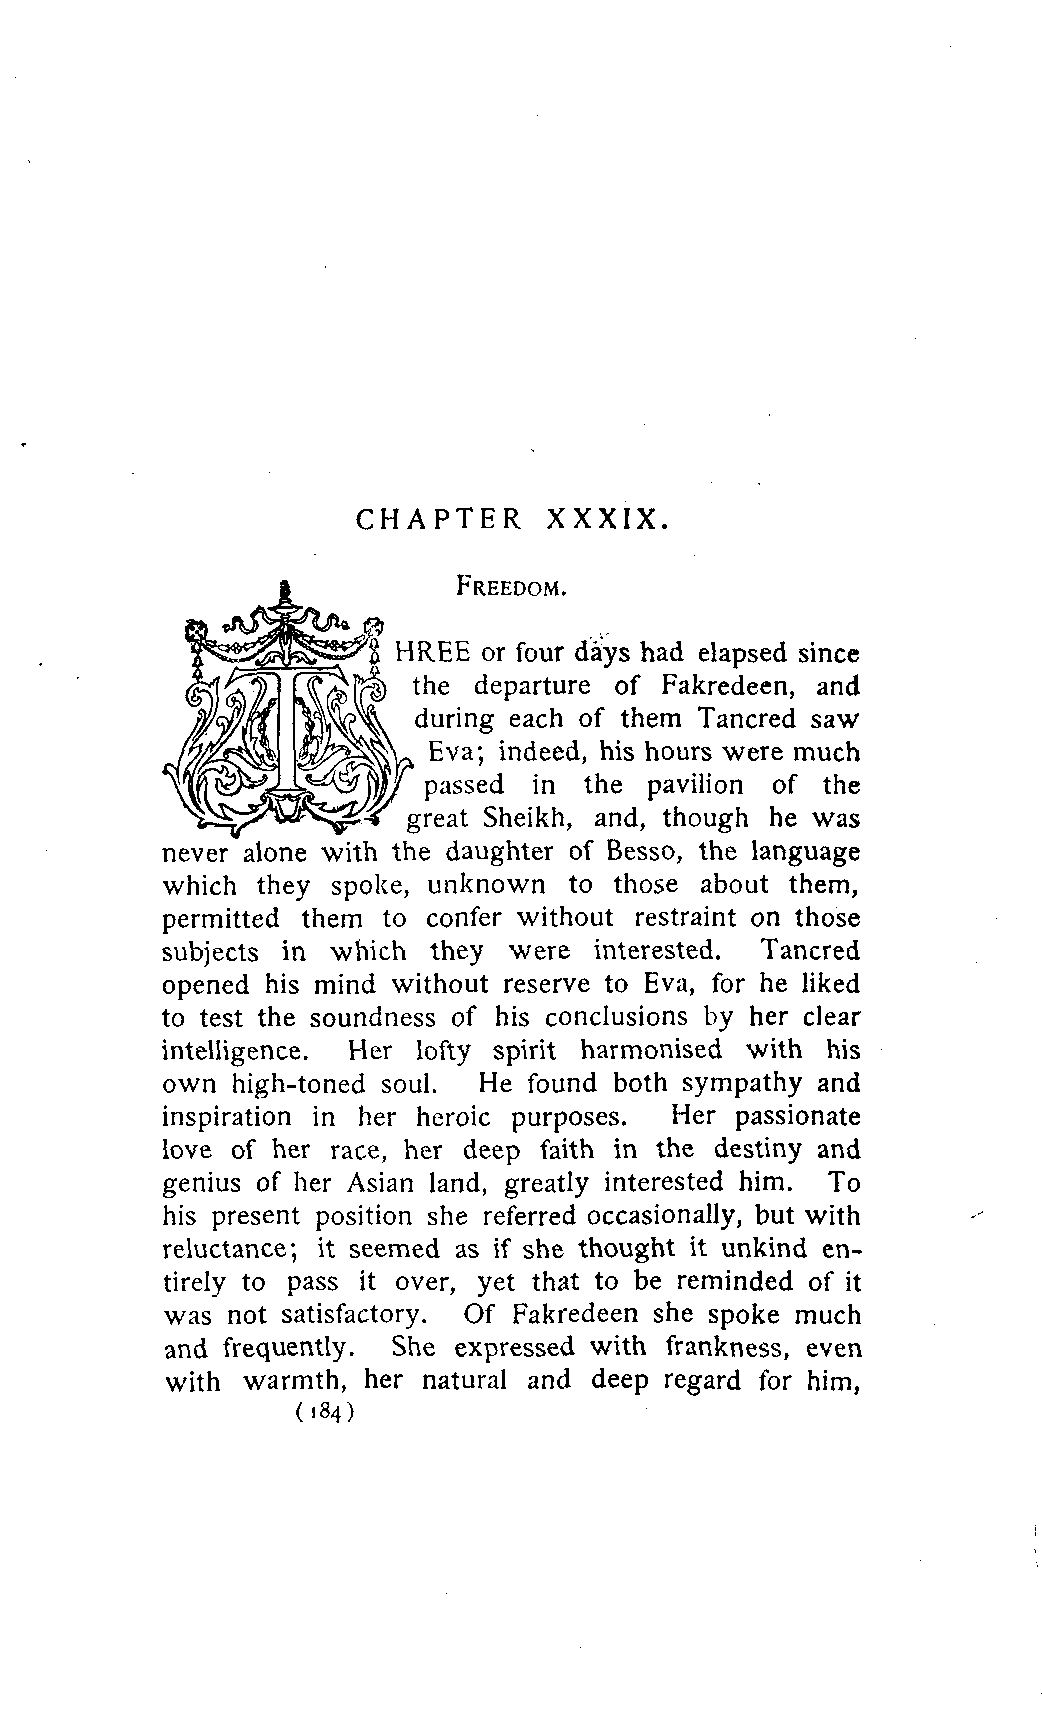 CHAPTER XXXIX.
FREEDOM.
THREE or four days had elapsed since
the departure of Fakredeen, and
during each of them Tancred saw
Eva; indeed, his hours were much
passed in the pavilion of the
great Sheikh, and, though he was
never alone with the daughter of Besso, the language
which they spoke, unknown to those about them,
permitted them to confer without restraint on those
subjects in which they were interested. Tancred
opened his mind without reserve to Eva, for he liked
to test the soundness of his conclusions by her clear
intelligence. Her lofty spirit harmonised with his
own high-toned soul. He found both sympathy and
inspiration in her heroic purposes. Her passionate
love of her race, her deep faith in the destiny and
genius of her Asian land, greatly interested him. To
his present position she referred occasionally, but with
reluctance; it seemed as if she thought it unkind en-
tirely to pass it over, yet that to be reminded of it
was not satisfactory. Of Fakredeen she spoke much
and frequently. She expressed with frankness, even
with warmth, her natural and deep regard for him,
(184)